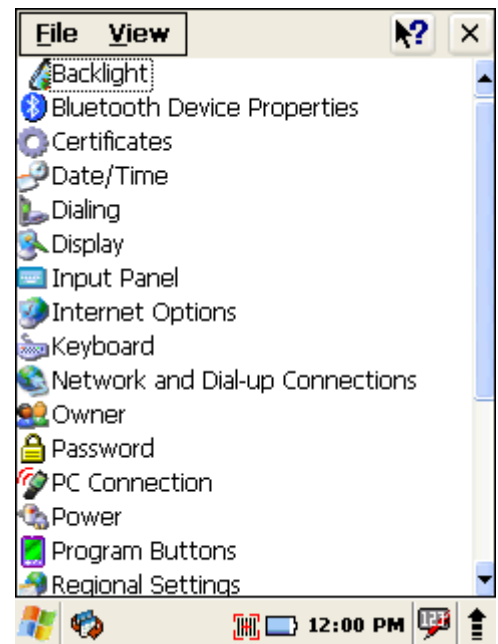 File View ?
Backlight
Bluetooth Device Properties
Certificates
Date/Time
Dialing
Display
Input Panel
Internet Options
Keyboard
Network and Dial-up Connections
Owner
Password
PC Connection
Power
Program Buttons
Regional Settings
12:00 PM 123